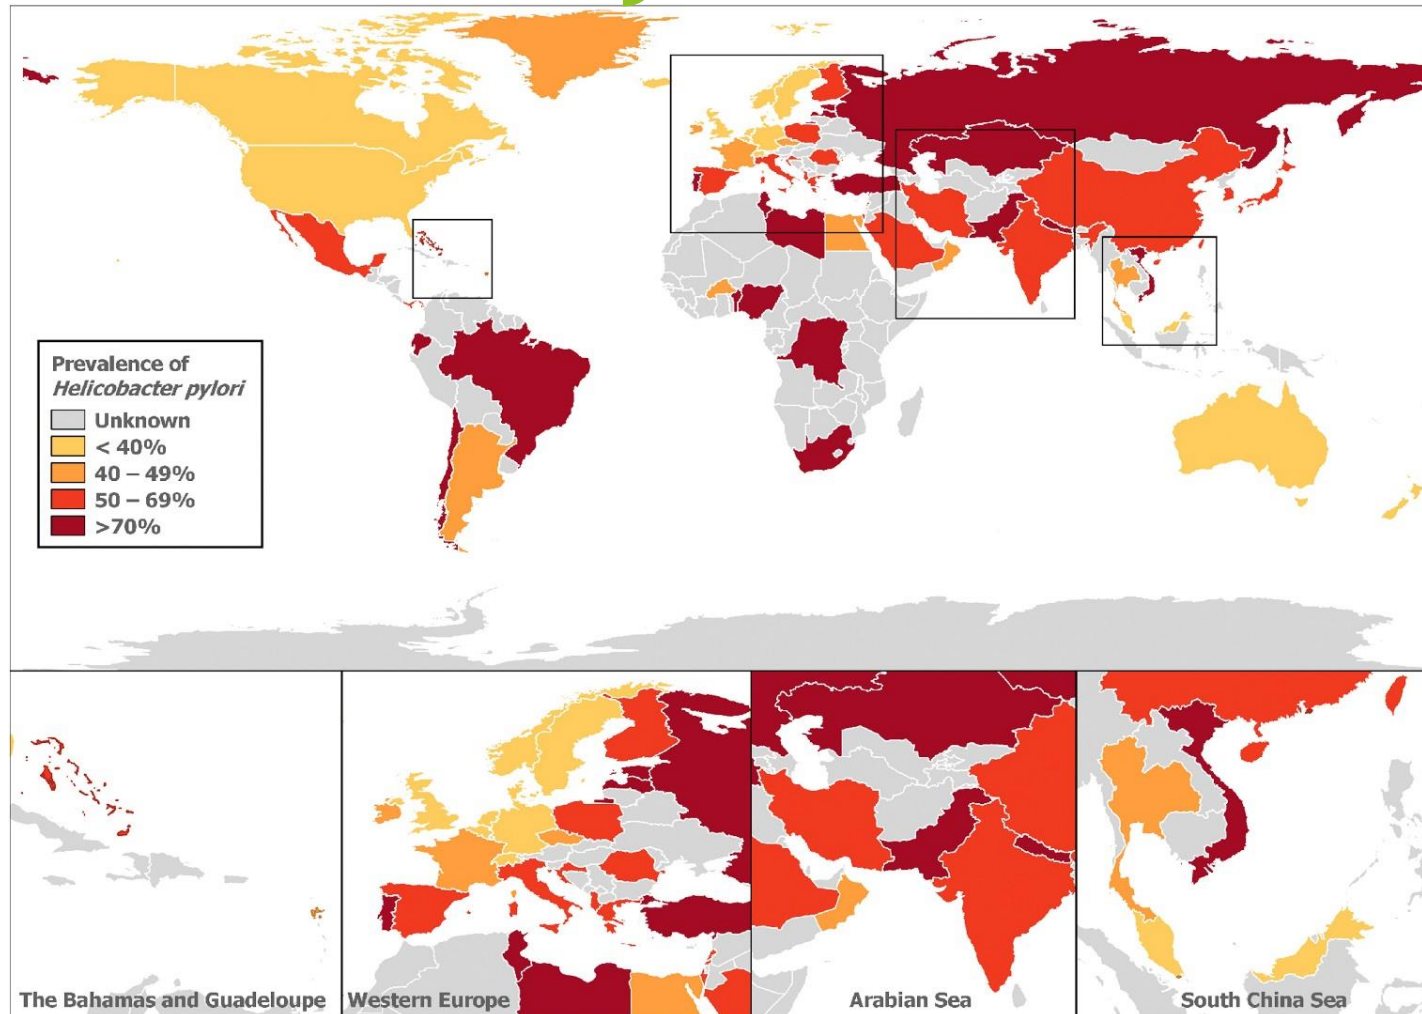 Prevalence of
Helicobacter pylori
Unknown
< 40%
40 – 49%
50 – 69%
>70%
The Bahamas and Guadeloupe
Western Europe
Arabian Sea
South China Sea